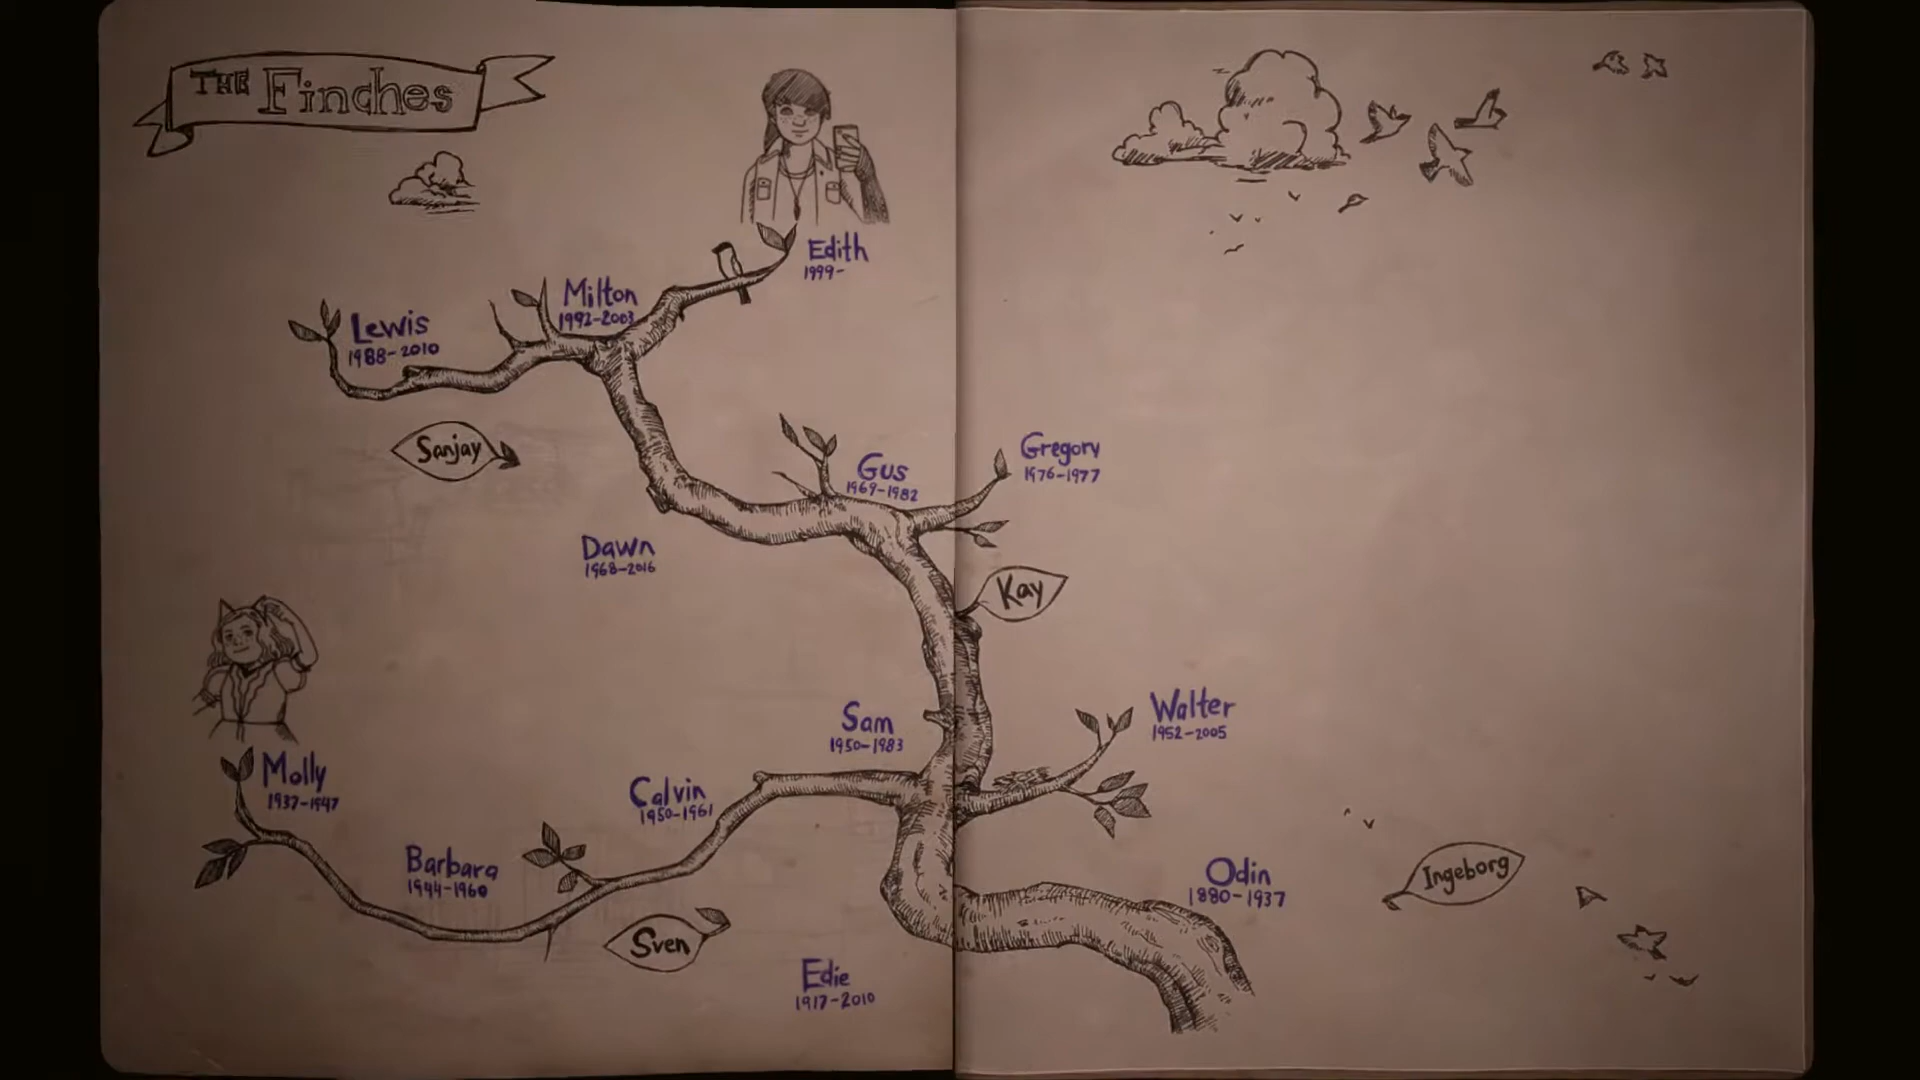 THE Finches
Edith
1999-
Milton
1992-2003
Lewis
1988-2010
Sanjay
Gus
1969-1982
Gregory
1976-1977
Dawn
1968-2016
Kay
Sam
1950-1983
Walter
1952-2005
Molly
1937-1947
Calvin
1950-1961
Barbara
1944-1960
Sven
Edie
1917-2010
Odin
1880-1937
Ingeborg